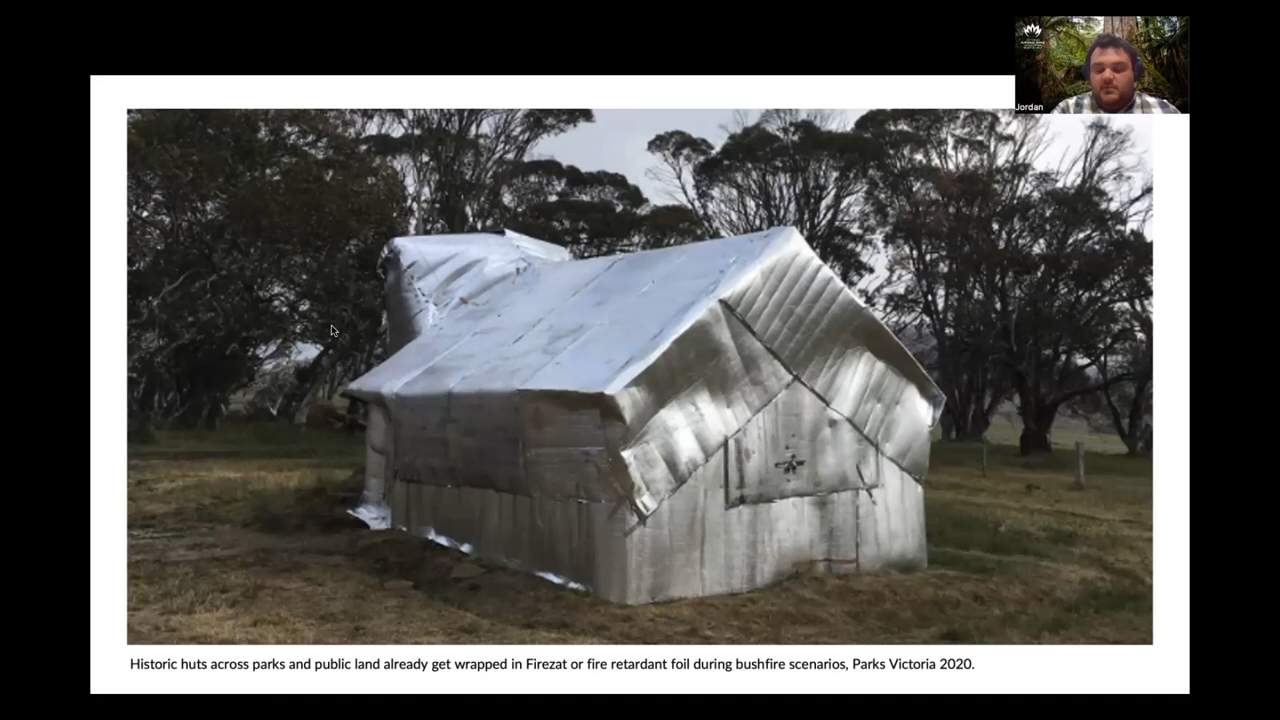 Jordan
Historic huts across parks and public land already get wrapped in Firezat or fire retardant foil during bushfire scenarios, Parks Victoria 2020.